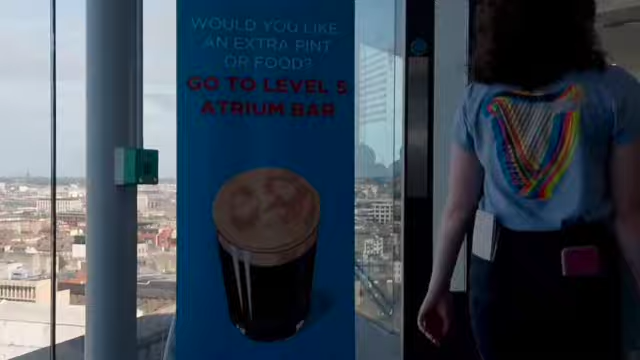 WOULD YOU LIKE
AN EXTRA PINT
OR FOOD?
GO TO LEVEL 5
ATRIUM BAR